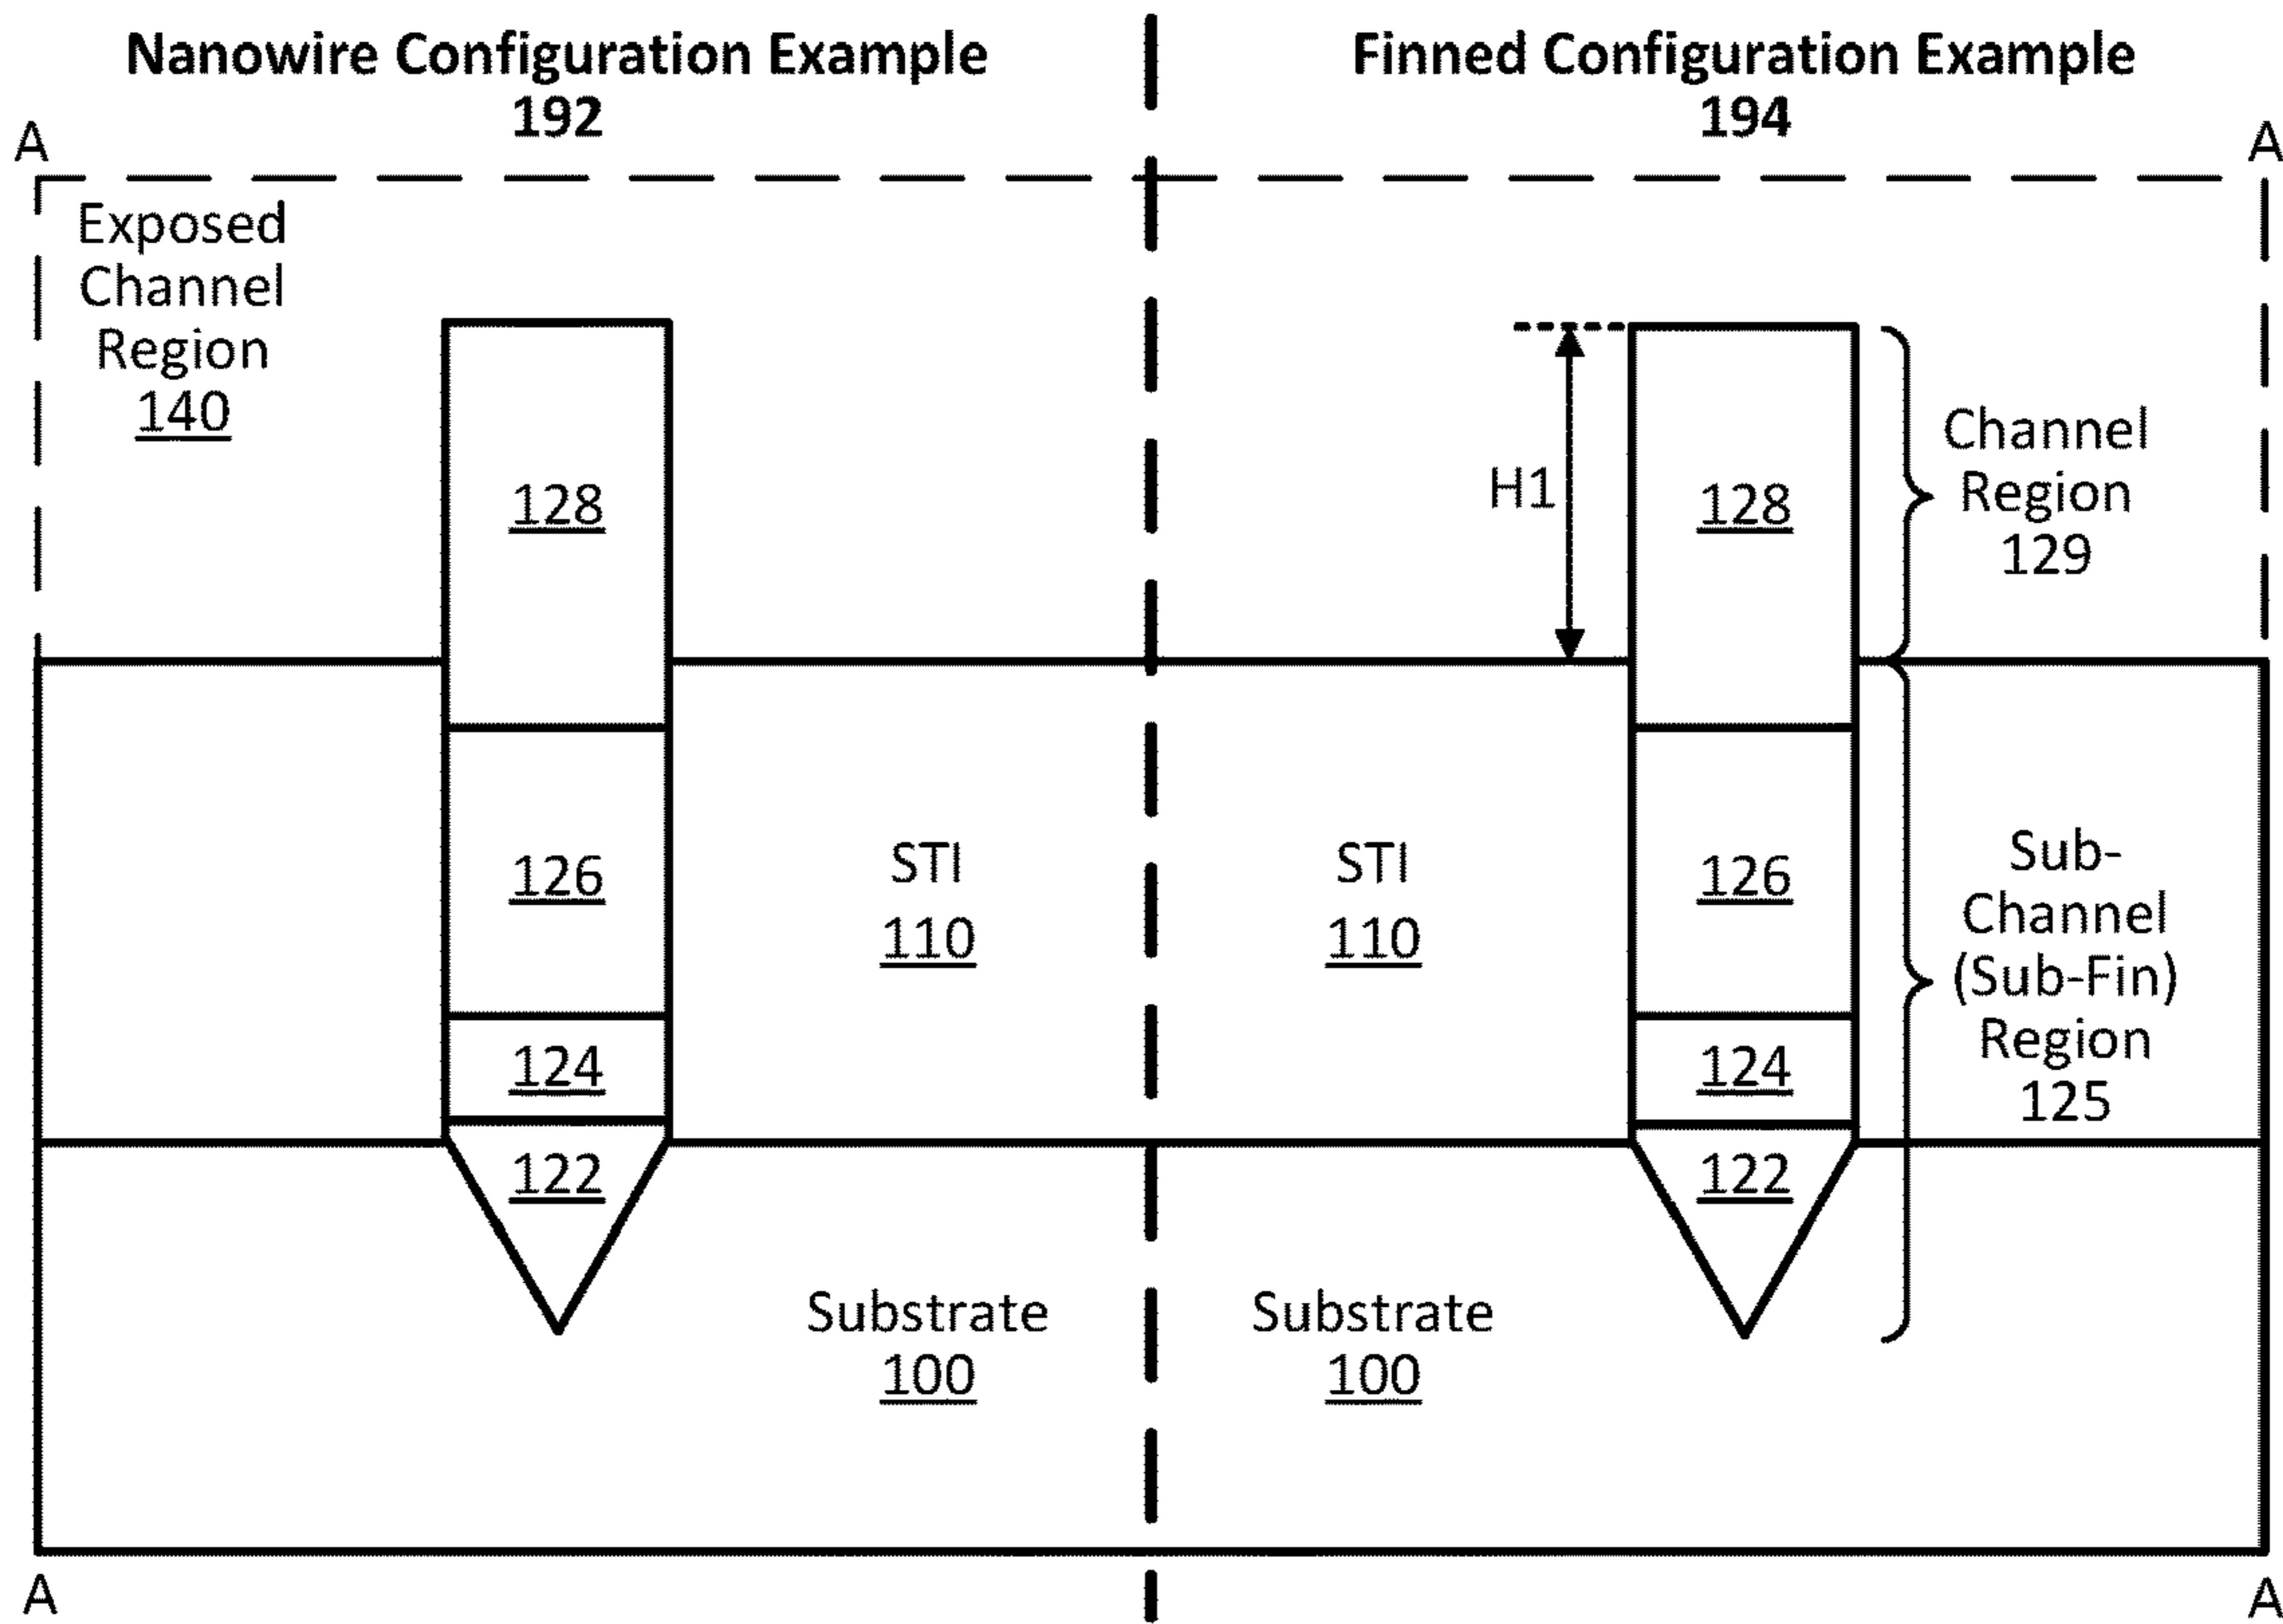 Nanowire Configuration Example
192
Finned Configuration Example
194
A
A
Exposed
Channel
Region
140
128
H1
128
Channel
Region
129
126
STI
110
STI
110
126
Sub-
Channel
(Sub-Fin)
Region
125
124
124
122
122
Substrate
100
Substrate
100
A
A